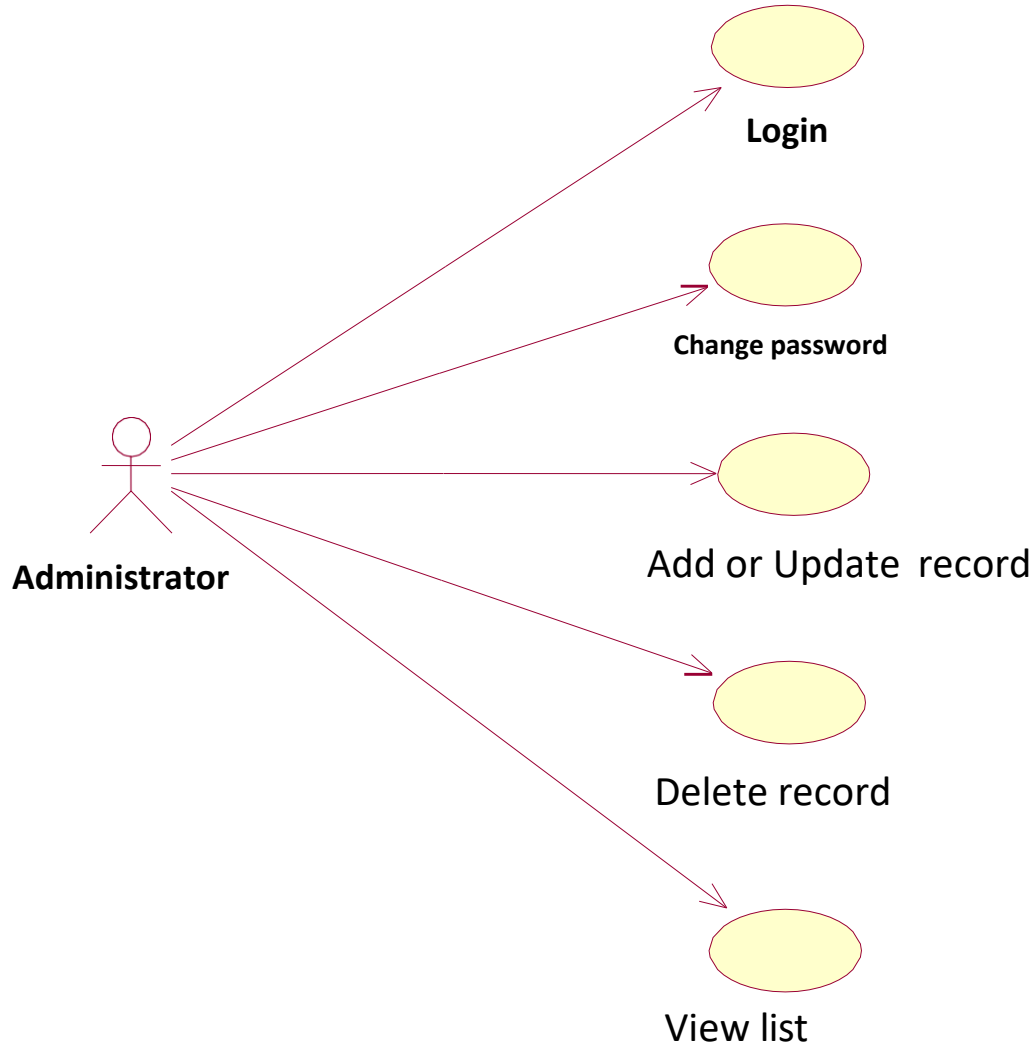 Login
Change password
Administrator
Add or Update record
Delete record
View list